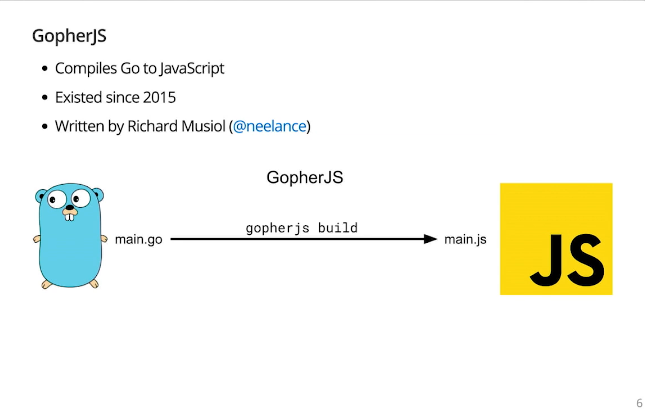 GopherJS
• Compiles Go to JavaScript
• Existed since 2015
• Written by Richard Musiol (@neelance)
GopherJS
gopherjs build
main.go
main.js
JS
6